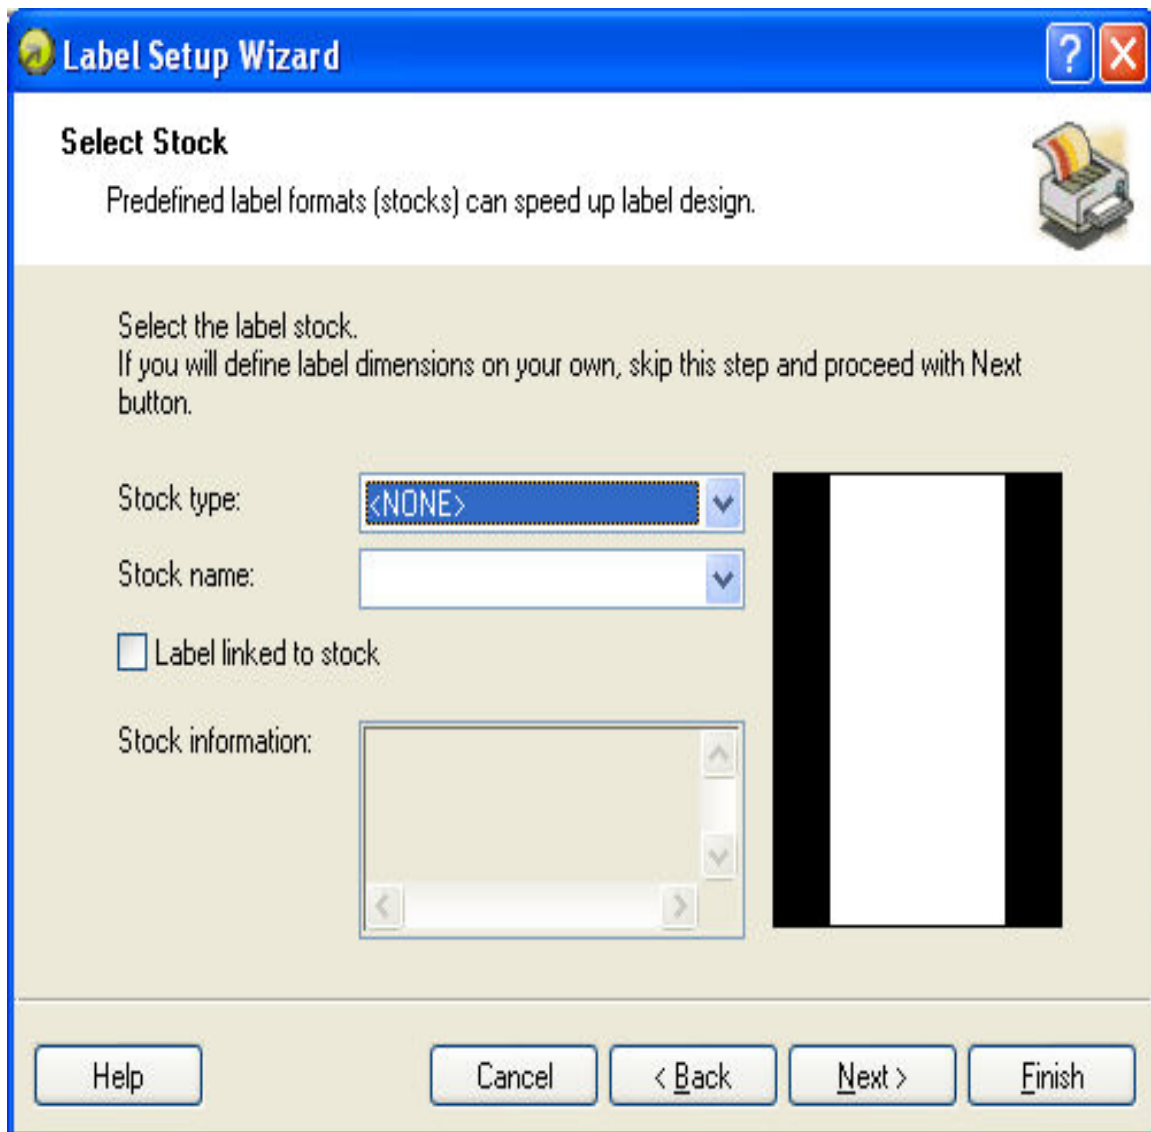 Label Setup Wizard
?
Select Stock
Predefined label formats (stocks) can speed up label design.
Select the label stock.
If you will define label dimensions on your own, skip this step and proceed with Next
button.
Stock type:
<NONE>
Stock name:
Label linked to stock
Stock information:
Help
Cancel
< Back
Next >
Finish